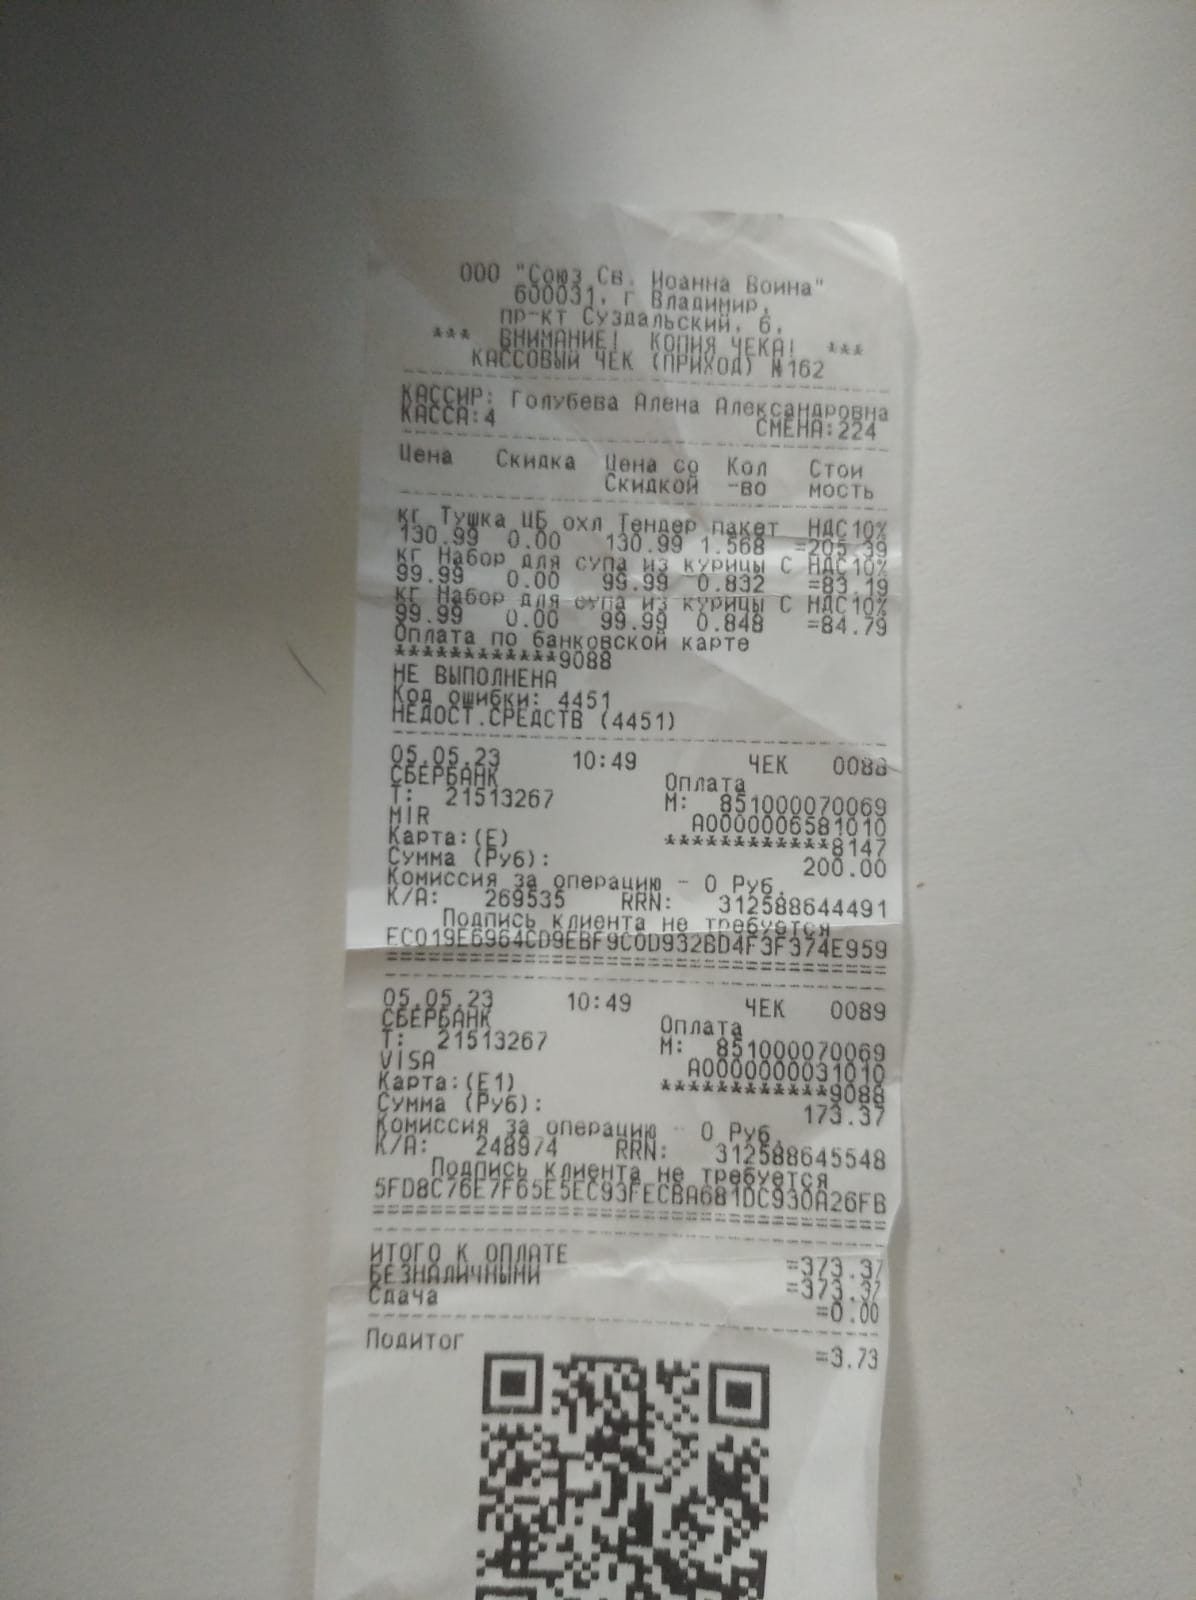 ООО "Союз Св. Иоанна Воина"
600031, г Владимир,
пр-кт Суздальский, 6,
*** ВНИМАНИЕ! КОПИЯ ЧЕКА! ***
КАССОВЫЙ ЧЕК (ПРИХОД) №162
КАССИР: Голубева Алена Александровна
КАССА:4 СМЕНА:224
Цена Скидка Цена со Кол Стои
Скидкой -во мость
кг Тушка ЦБ охл Тендер пакет НДС10%
130.99 0.00 130.99 1.568 =205.39
кг Набор для супа из курицы С НДС10%
99.99 0.00 99.99 0.832 =83.19
кг Набор для супа из курицы С НДС10%
99.99 0.00 99.99 0.848 =84.79
Оплата по банковской карте
************9088
НЕ ВЫПОЛНЕНА
Код ошибки: 4451
НЕДОСТ.СРЕДСТВ (4451)
05.05.23 10:49 ЧЕК 0088
СБЕРБАНК Оплата
Т: 21513267 М: 851000070069
MIR A0000006581010
Карта:(E) ************8147
Сумма (Руб): 200.00
Комиссия за операцию - 0 Руб.
К/А: 269535 RRN: 312588644491
Подпись клиента не требуется
EC019E6964CD9EBF9C0D932BD4F3F374E959
====================================
05.05.23 10:49 ЧЕК 0089
СБЕРБАНК Оплата
Т: 21513267 М: 851000070069
VISA A0000000031010
Карта:(E1) ************9088
Сумма (Руб): 173.37
Комиссия за операцию - 0 Руб.
К/А: 248974 RRN: 312588645548
Подпись клиента не требуется
5FD8C76E7F65E5EC93FECBA681DC930A26FB
====================================
ИТОГО К ОПЛАТЕ =373.37
БЕЗНАЛИЧНЫМИ =373.37
Сдача =0.00
Подитог =3.73